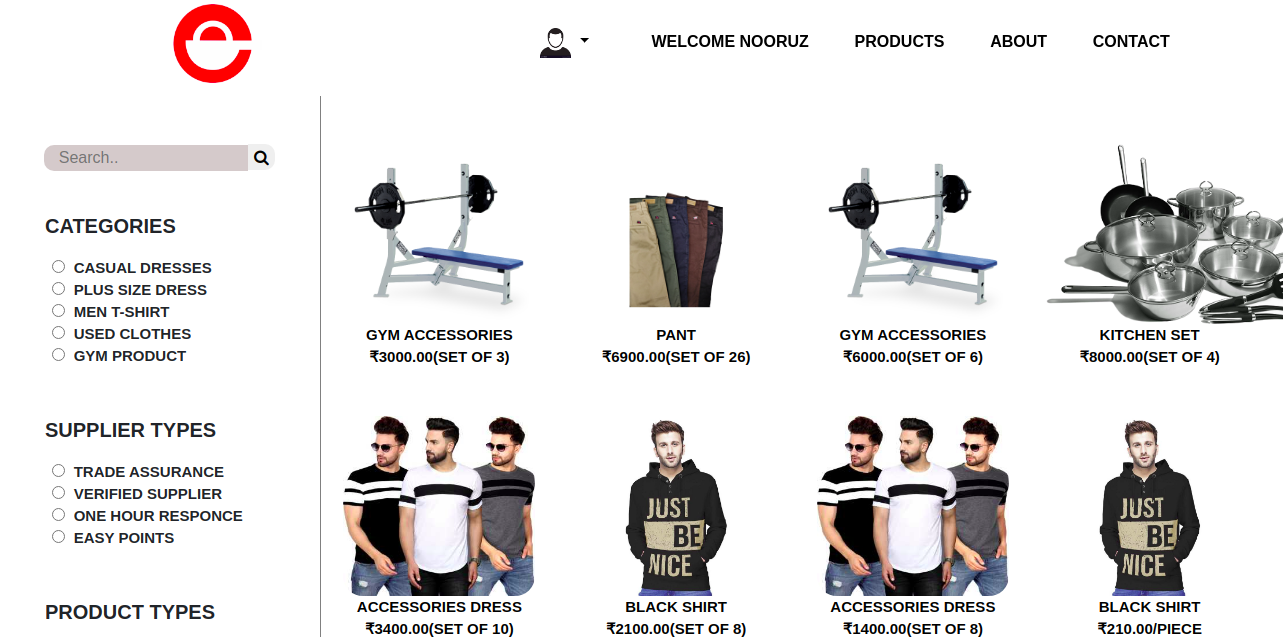 WELCOME NOORUZ PRODUCTS ABOUT CONTACT
Search..
CATEGORIES
CASUAL DRESSES
PLUS SIZE DRESS
MEN T-SHIRT
USED CLOTHES
GYM PRODUCT
SUPPLIER TYPES
TRADE ASSURANCE
VERIFIED SUPPLIER
ONE HOUR RESPONCE
EASY POINTS
PRODUCT TYPES
GYM ACCESSORIES
₹3000.00(SET OF 3)
PANT
₹6900.00(SET OF 26)
GYM ACCESSORIES
₹6000.00(SET OF 6)
KITCHEN SET
₹8000.00(SET OF 4)
ACCESSORIES DRESS
₹3400.00(SET OF 10)
JUST
BE
NICE
BLACK SHIRT
₹2100.00(SET OF 8)
ACCESSORIES DRESS
₹1400.00(SET OF 8)
JUST
BE
NICE
BLACK SHIRT
₹210.00/PIECE